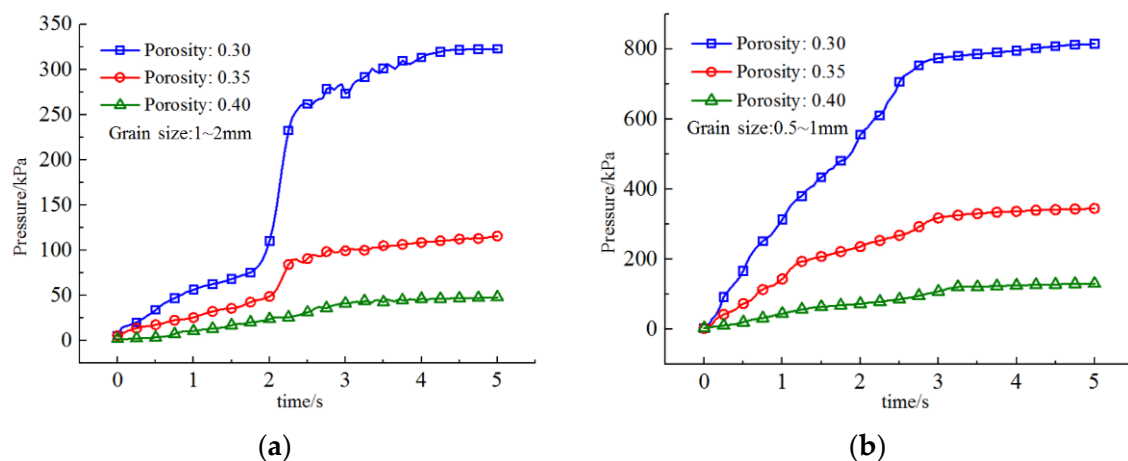 350
300
250
200
150
100
50
0
Pressure/kPa
Porosity: 0.30
Porosity: 0.35
Porosity: 0.40
Grain size:1~2mm
0 1 2 3 4 5
time/s
(a)
800
600
400
200
0
Pressure/kPa
Porosity: 0.30
Porosity: 0.35
Porosity: 0.40
Grain size:0.5~1mm
0 1 2 3 4 5
time/s
(b)